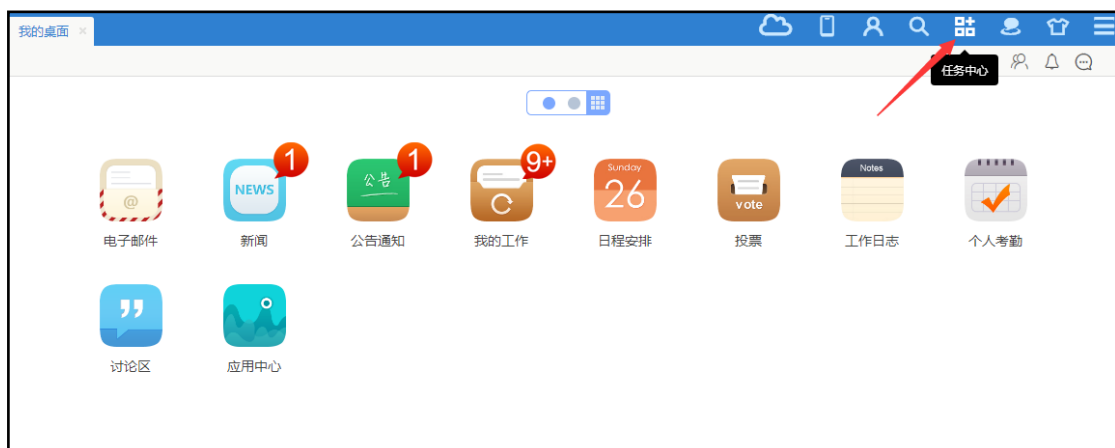 我的桌面 ×
任务中心
1
1
9+
@
NEWS
公告
Sunday
26
vote
Notes
电子邮件
新闻
公告通知
我的工作
日程安排
投票
工作日志
个人考勤
讨论区
应用中心